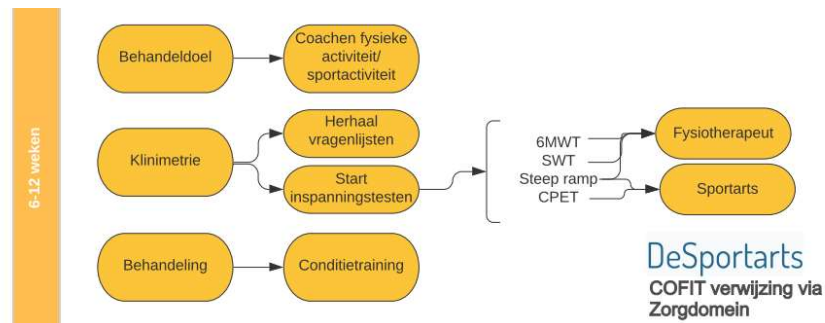 6-12 weken
Behandeldoel
Coachen fysieke
activiteit/
sportactiviteit
Klinimetrie
Herhaal
vragenlijsten
Start
inspanningstesten
6MWT
SWT
Steep ramp
CPET
Fysiotherapeut
Sportarts
Behandeling
Conditietraining
DeSportarts
COFIT verwijzing via
Zorgdomein